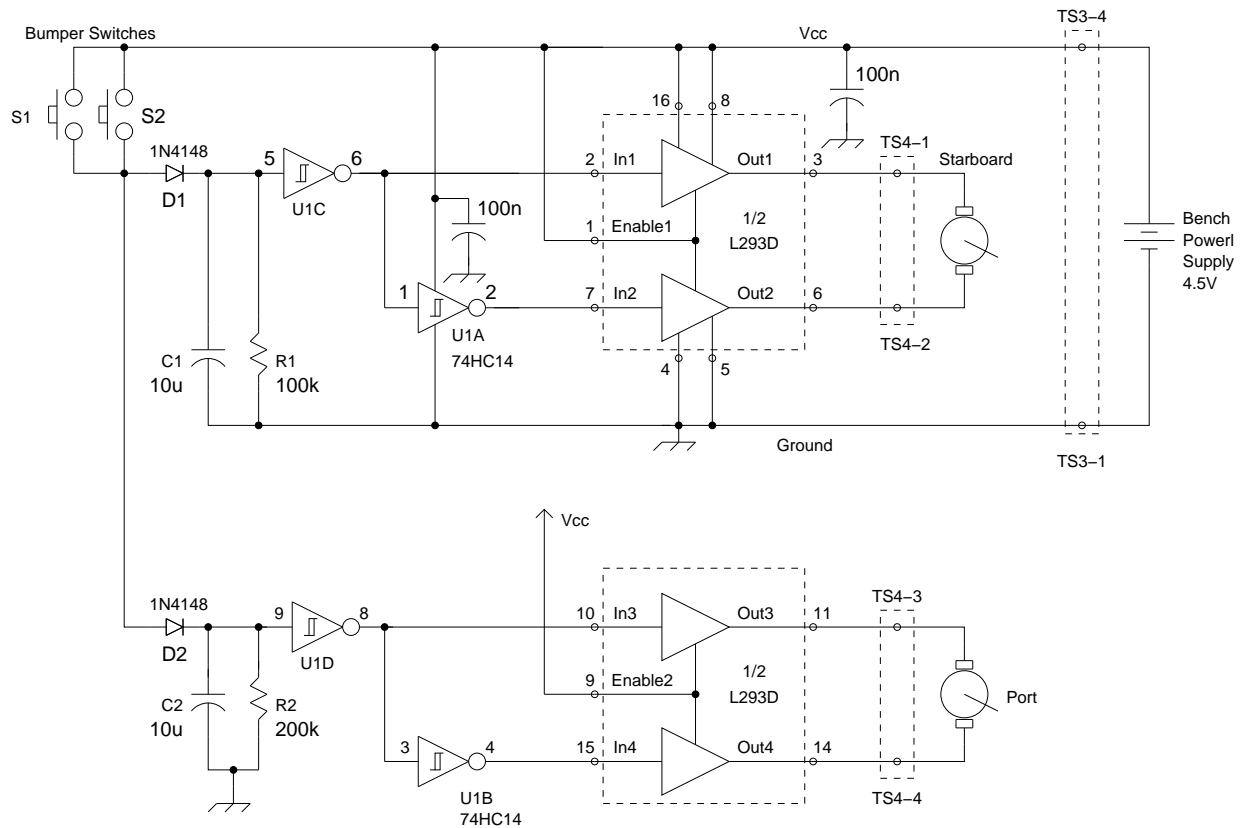 Bumper Switches
Vcc
TS3–4
S1
S2
100n
16
8
1N4148
D1
5
6
U1C
2
In1
Out1
3
TS4–1
Starboard
100n
1
Enable1
1/2
L293D
Bench
Powerl
Supply
4.5V
1
2
U1A
74HC14
7
In2
Out2
6
TS4–2
C1
10u
R1
100k
4
5
Ground
TS3–1
Vcc
1N4148
D2
9
8
U1D
10
In3
Out3
11
TS4–3
C2
10u
R2
200k
9
Enable2
1/2
L293D
Port
3
4
U1B
74HC14
15
In4
Out4
14
TS4–4